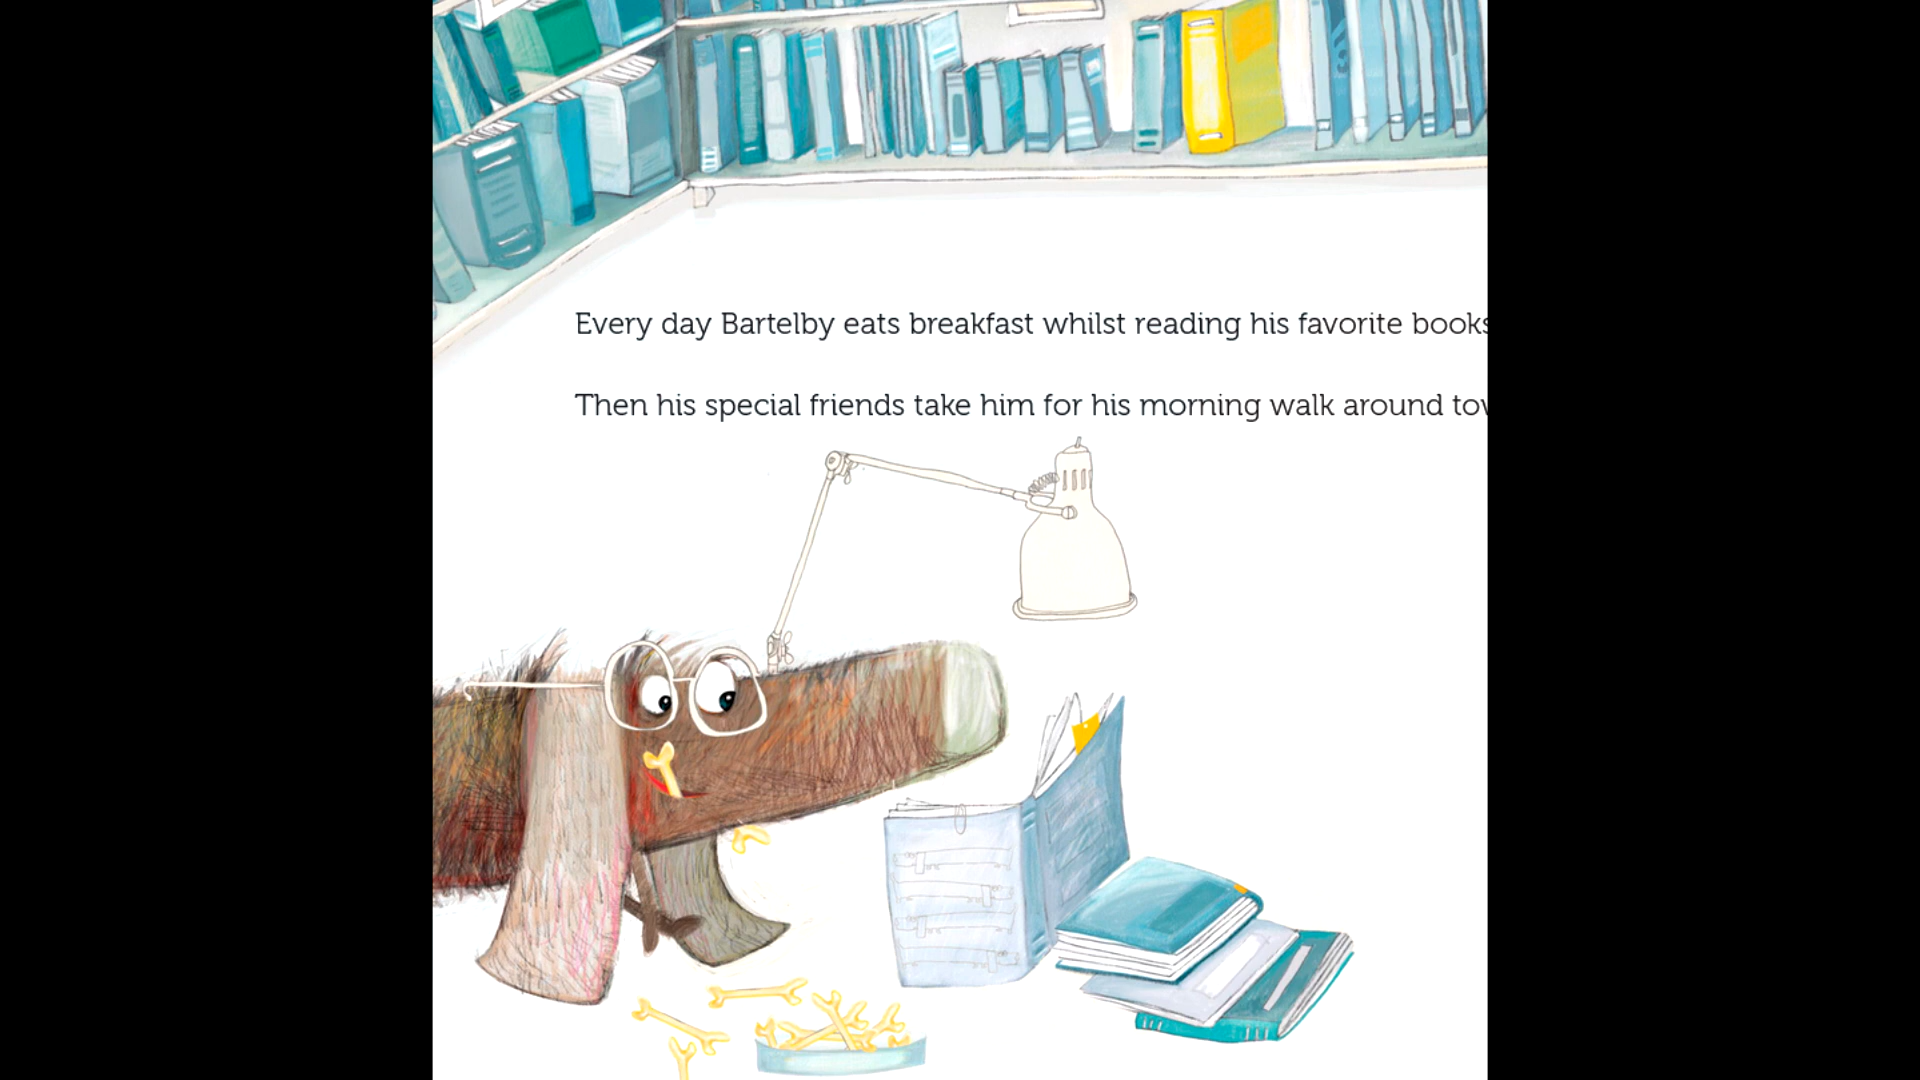 Every day Bartelby eats breakfast whilst reading his favorite books
Then his special friends take him for his morning walk around